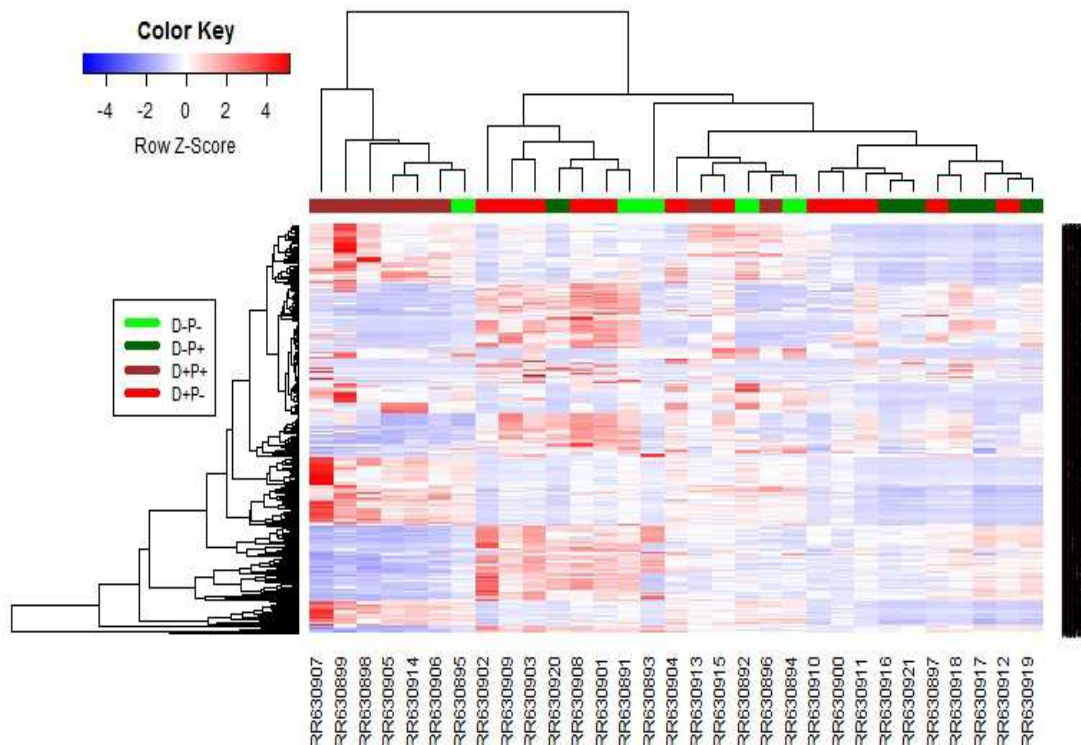 Color Key
-4 -2 0 2 4
Row Z-Score
D-P-
D-P+
D+P+
D+P-
RR630907
RR630899
RR630898
RR630905
RR630914
RR630906
RR630895
RR630902
RR630909
RR630903
RR630920
RR630908
RR630901
RR630891
RR630893
RR630904
RR630913
RR630915
RR630892
RR630896
RR630894
RR630910
RR630900
RR630911
RR630916
RR630921
RR630897
RR630918
RR630917
RR630912
RR630919